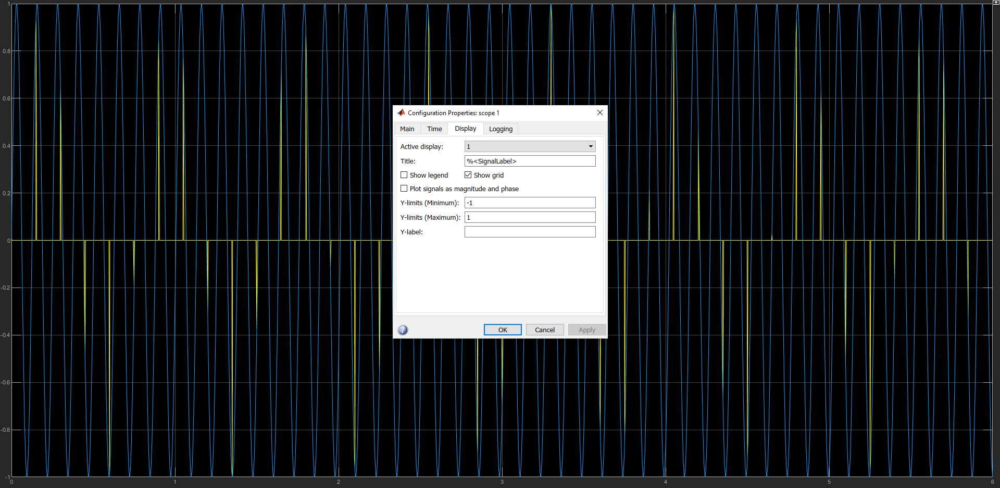 1
0.8
0.6
0.4
0.2
0
-0.2
-0.4
-0.6
-0.8
-1
0 1 2 3 4 5 6
Configuration Properties: scope 1
Main Time Display Logging
Active display: 1
Title: %<SignalLabel>
Show legend Show grid
Plot signals as magnitude and phase
Y-limits (Minimum): -1
Y-limits (Maximum): 1
Y-label:
? OK Cancel Apply